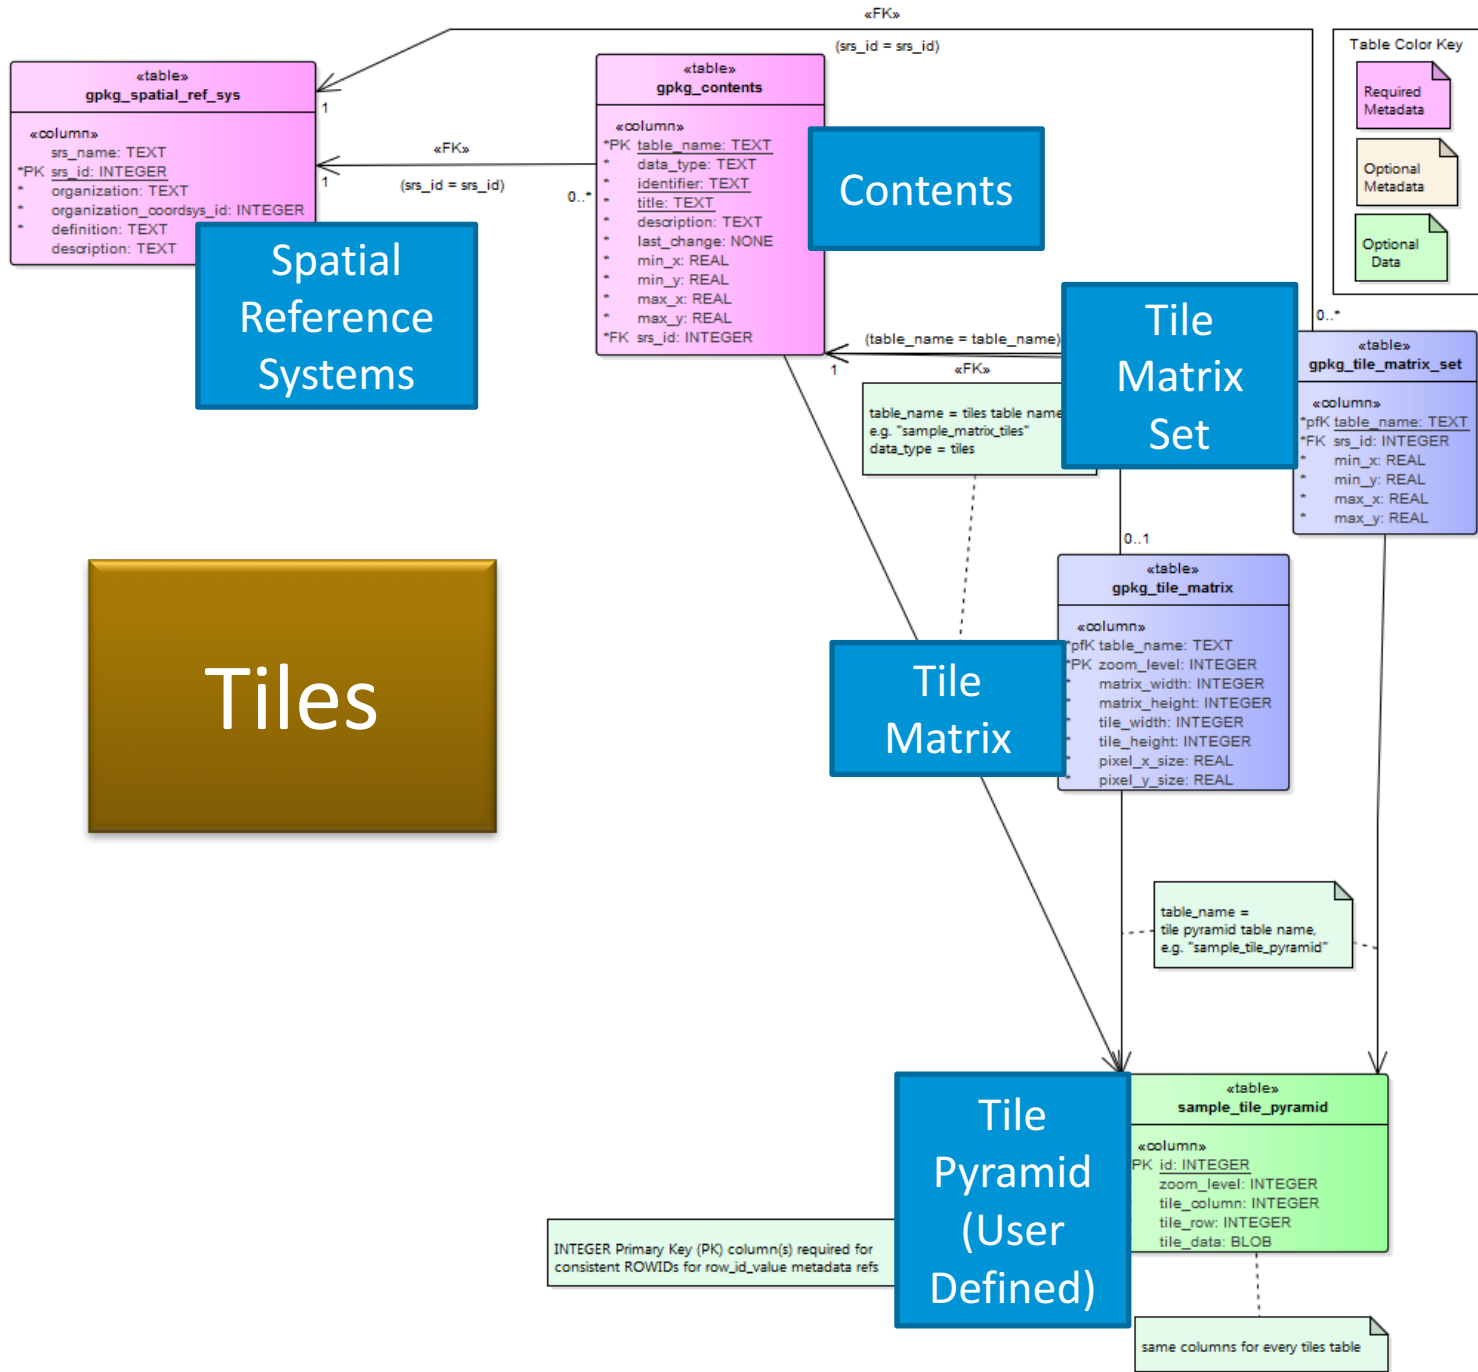 «FK»
(srs_id = srs_id)
Table Color Key
Required
Metadata
Optional
Metadata
Optional
Data
«table»
gpkg_spatial_ref_sys
«column»
srs_name: TEXT
*PK srs_id: INTEGER
* organization: TEXT
* organization_coordsys_id: INTEGER
* definition: TEXT
description: TEXT
1
«FK»
1
(srs_id = srs_id)
0..*
«table»
gpkg_contents
«column»
*PK table_name: TEXT
* data_type: TEXT
* identifier: TEXT
* title: TEXT
* description: TEXT
* last_change: NONE
* min_x: REAL
* min_y: REAL
* max_x: REAL
* max_y: REAL
*FK srs_id: INTEGER
Contents
Spatial
Reference
Systems
Tile
Matrix
Set
0..*
(table_name = table_name)
1
«FK»
«table»
gpkg_tile_matrix_set
«column»
*pfK table_name: TEXT
*FK srs_id: INTEGER
* min_x: REAL
* min_y: REAL
* max_x: REAL
* max_y: REAL
table_name = tiles table name
e.g. "sample_matrix_tiles"
data_type = tiles
0..1
«table»
gpkg_tile_matrix
«column»
*pfK table_name: TEXT
*PK zoom_level: INTEGER
* matrix_width: INTEGER
* matrix_height: INTEGER
* tile_width: INTEGER
* tile_height: INTEGER
* pixel_x_size: REAL
* pixel_y_size: REAL
Tiles
Tile
Matrix
table_name =
tile pyramid table name,
e.g. "sample_tile_pyramid"
«table»
sample_tile_pyramid
«column»
PK id: INTEGER
zoom_level: INTEGER
tile_column: INTEGER
tile_row: INTEGER
tile_data: BLOB
Tile
Pyramid
(User
Defined)
INTEGER Primary Key (PK) column(s) required for
consistent ROWIDs for row_id_value metadata refs
same columns for every tiles table